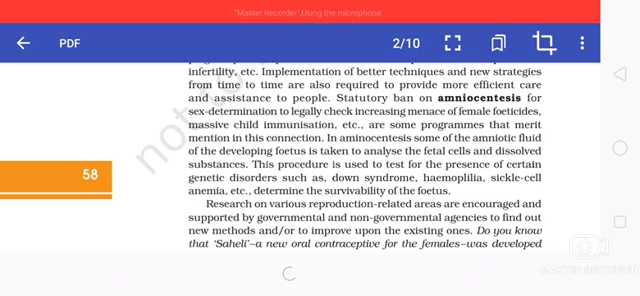 "Master Recorder",Using the microphone
PDF
2/10
infertility, etc. Implementation of better techniques and new strategies
from time to time are also required to provide more efficient care
and assistance to people. Statutory ban on amniocentesis for
sex-determination to legally check increasing menace of female foeticides,
massive child immunisation, etc., are some programmes that merit
mention in this connection. In aminocentesis some of the amniotic fluid
of the developing foetus is taken to analyse the fetal cells and dissolved
substances. This procedure is used to test for the presence of certain
genetic disorders such as, down syndrome, haemoplilia, sickle-cell
anemia, etc., determine the survivability of the foetus.
58
Research on various reproduction-related areas are encouraged and
supported by governmental and non-governmental agencies to find out
new methods and/or to improve upon the existing ones. Do you know
that 'Saheli'–a new oral contraceptive for the females–was developed
not to